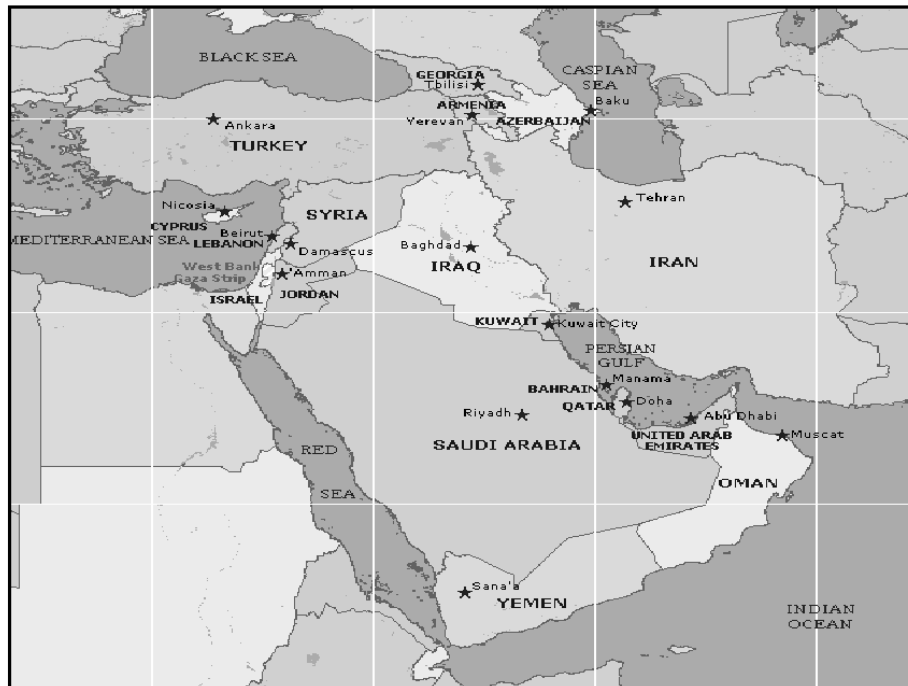 BLACK SEA
GEORGIA
Tbilisi
CASPIAN
SEA
ARMENIA
Baku
Yerevan
AZERBAIJAN
Ankara
TURKEY
Tehran
Nicosia
SYRIA
CYPRUS
Beirut
MEDITERRANEAN SEA
LEBANON
Damascus
Baghdad
IRAQ
IRAN
West Bank
'Amman
Gaza Strip
ISRAEL
JORDAN
KUWAIT
Kuwait City
PERSIAN
GULF
BAHRAIN
Manama
QATAR
Doha
Riyadh
Abu Dhabi
SAUDI ARABIA
UNITED ARAB
EMIRATES
Muscat
RED
SEA
OMAN
Sana'a
YEMEN
INDIAN
OCEAN